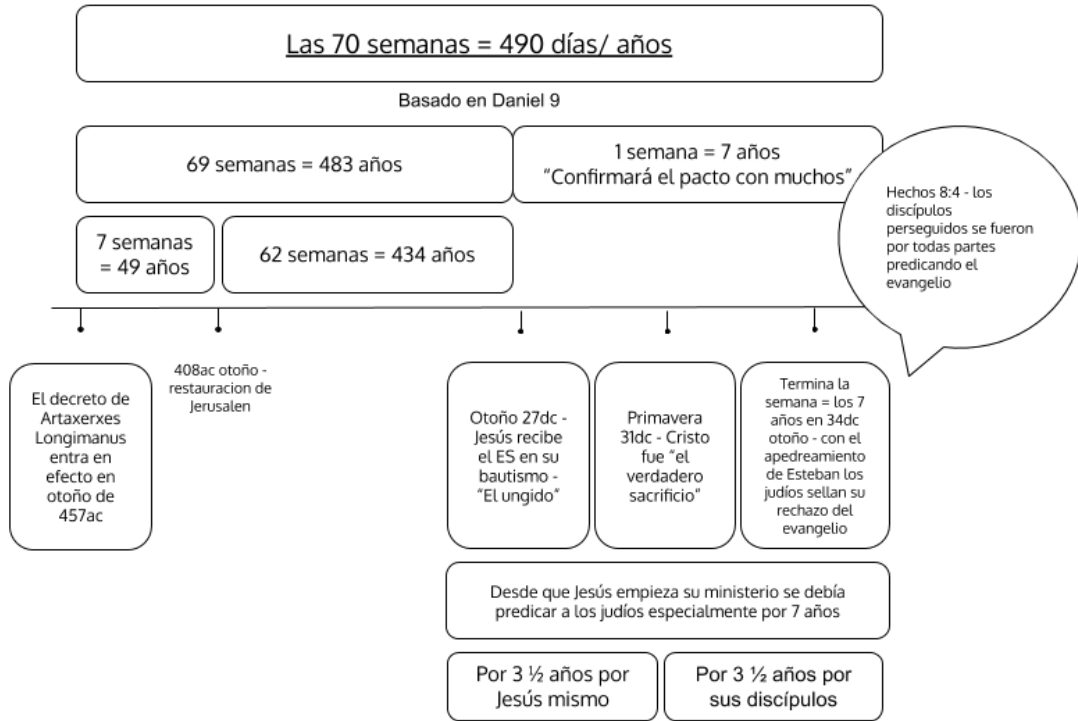 Las 70 semanas = 490 días/ años
Basado en Daniel 9
69 semanas = 483 años
1 semana = 7 años
“Confirmará el pacto con muchos”
Hechos 8:4 - los
discípulos
perseguidos se fueron
por todas partes
predicando el
evangelio
7 semanas
= 49 años
62 semanas = 434 años
El decreto de
Artaxerxes
Longimanus
entra en
efecto en
otoño de
457ac
408ac otoño -
restauracion de
Jerusalen
Otoño 27dc -
Jesús recibe
el ES en su
bautismo -
“El ungido”
Primavera
31dc - Cristo
fue “el
verdadero
sacrificio”
Termina la
semana = los 7
años en 34dc
otoño - con el
apedreamiento
de Esteban los
judíos sellan su
rechazo del
evangelio
Desde que Jesús empieza su ministerio se debía
predicar a los judíos especialmente por 7 años
Por 3 ½ años por
Jesús mismo
Por 3 ½ años por
sus discípulos